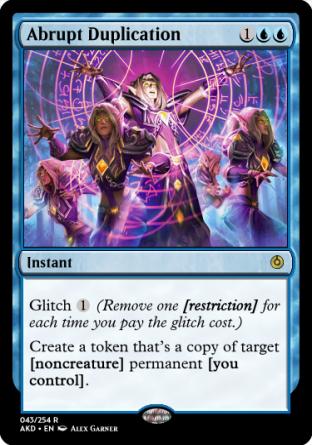 Abrupt Duplication 1
Instant
Glitch 1 (Remove one [restriction] for
each time you pay the glitch cost.)
Create a token that's a copy of target
[noncreature] permanent [you
control].
043/254 R
AKD • EN Alex Garner